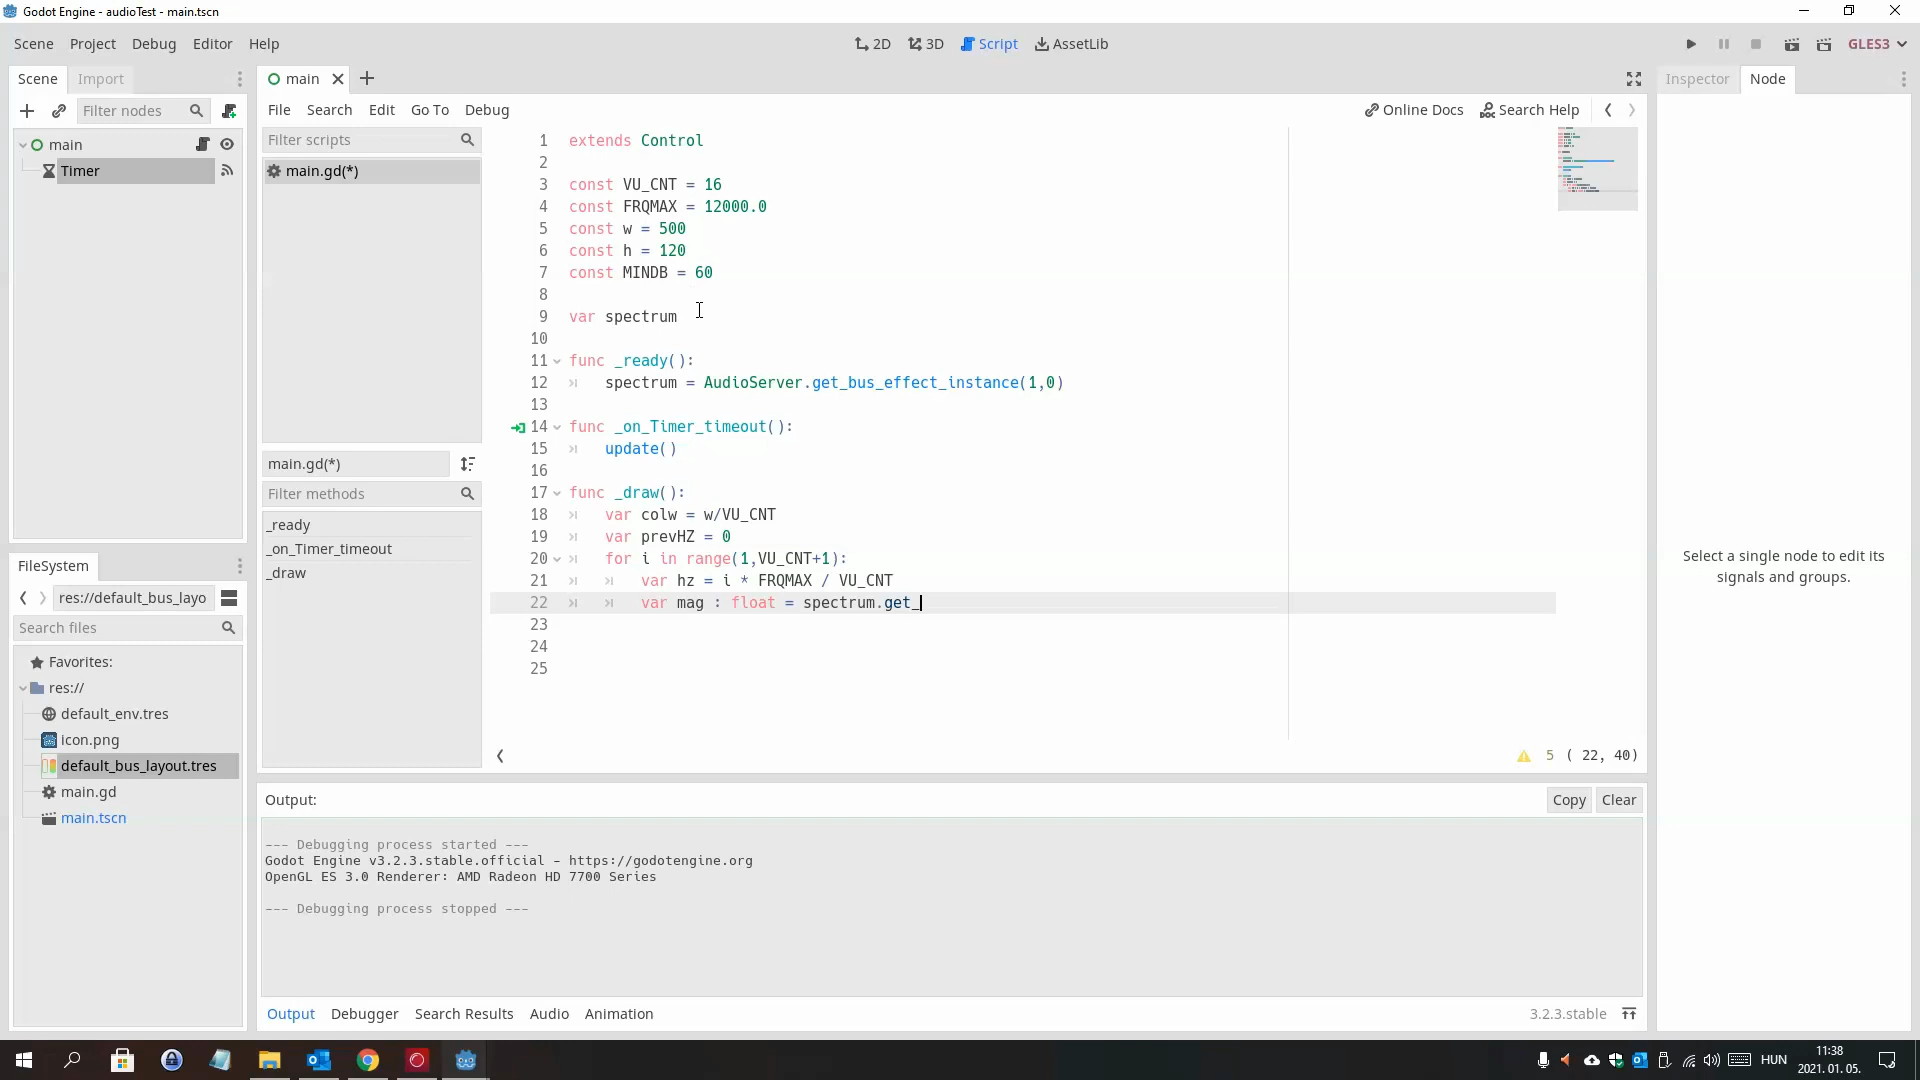 Godot Engine - audioTest - main.tscn
Scene Project Debug Editor Help
2D 3D Script AssetLib
GLES3
Scene Import
Filter nodes
main
Timer
FileSystem
res://default_bus_layo
Search files
Favorites:
res://
default_env.tres
icon.png
default_bus_layout.tres
main.gd
main.tscn
main
File Search Edit Go To Debug
Online Docs Search Help
Filter scripts
main.gd(*)
main.gd(*)
Filter methods
_ready
_on_Timer_timeout
_draw
1 extends Control
2
3 const VU_CNT = 16
4 const FRQMAX = 12000.0
5 const w = 500
6 const h = 120
7 const MINDB = 60
8
9 var spectrum
10
11 func _ready():
12 spectrum = AudioServer.get_bus_effect_instance(1,0)
13
14 func _on_Timer_timeout():
15 update()
16
17 func _draw():
18 var colw = w/VU_CNT
19 var prevHZ = 0
20 for i in range(1,VU_CNT+1):
21 var hz = i * FRQMAX / VU_CNT
22 var mag : float = spectrum.get_
23
24
25
5 ( 22, 40)
Output:
Copy Clear
--- Debugging process started ---
Godot Engine v3.2.3.stable.official - https://godotengine.org
OpenGL ES 3.0 Renderer: AMD Radeon HD 7700 Series
--- Debugging process stopped ---
Output Debugger Search Results Audio Animation
3.2.3.stable
Inspector Node
Select a single node to edit its
signals and groups.
HUN
11:38
2021. 01. 05.